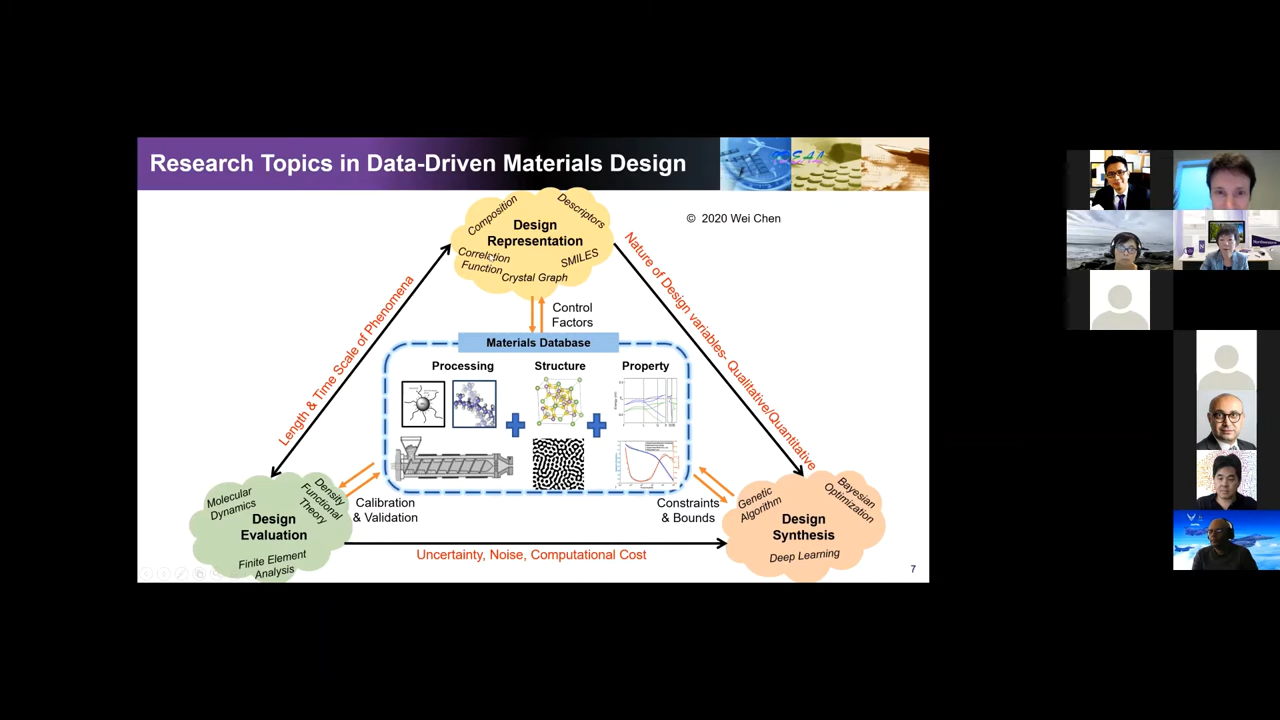 Research Topics in Data-Driven Materials Design
© 2020 Wei Chen
Composition
Descriptors
Design
Representation
Correlation
Function
SMILES
Crystal Graph
Length & Time Scale of Phenomena
Nature of Design variables- Qualitative/Quantitative
Control
Factors
Materials Database
Processing
Structure
Property
Calibration
& Validation
Constraints
& Bounds
Molecular
Dynamics
Density
Functional
Theory
Design
Evaluation
Finite Element
Analysis
Uncertainty, Noise, Computational Cost
Genetic
Algorithm
Bayesian
Optimization
Design
Synthesis
Deep Learning
7